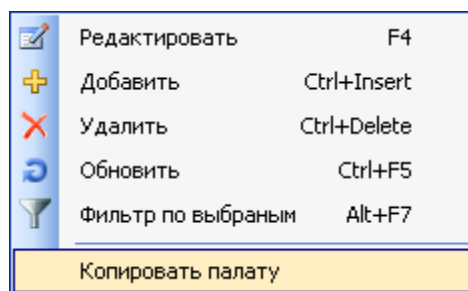 Редактировать F4
Добавить Ctrl+Insert
Удалить Ctrl+Delete
Обновить Ctrl+F5
Фильтр по выбраным Alt+F7
Копировать палату